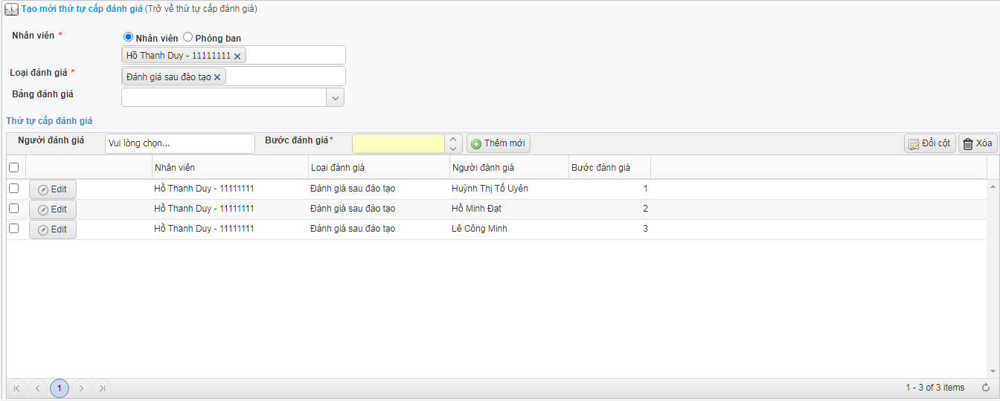 Tạo mới thứ tự cấp đánh giá (Trở về thứ tự cấp đánh giá)
Nhân viên *
Nhân viên Phòng ban
Hồ Thanh Duy - 11111111
Loại đánh giá *
Đánh giá sau đào tạo
Bảng đánh giá
Thứ tự cấp đánh giá
Người đánh giá Vui lòng chọn... Bước đánh giá* Thêm mới Đổi cột Xóa
Nhân viên Loại đánh giá Người đánh giá Bước đánh giá
Edit Hồ Thanh Duy - 11111111 Đánh giá sau đào tạo Huỳnh Thị Tố Uyên 1
Edit Hồ Thanh Duy - 11111111 Đánh giá sau đào tạo Hồ Minh Đạt 2
Edit Hồ Thanh Duy - 11111111 Đánh giá sau đào tạo Lê Công Minh 3
1 1 - 3 of 3 items